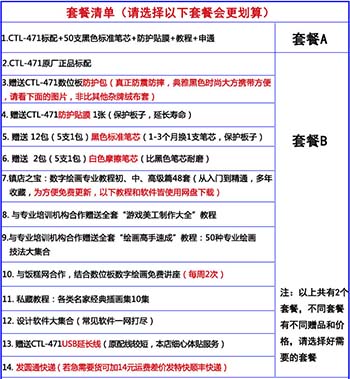 套餐清单（请选择以下套餐会更划算）
1.CTL-471标配+50支黑色标准笔芯+防护贴膜+教程+申通
套餐A
2.CTL-471原厂正品标配
3.赠送CTL-471数位板防护包（真正防震防摔，典雅黑色时尚大方携带方便
，请看下面的图片，非比其他杂牌绒布套）
4. 赠送CTL-471防护贴膜 1张（保护板子，延长寿命）
5. 赠送 12包（5支1包）黑色标准笔芯（1-3个月换1支笔芯，保护板子）
6. 赠送 2包（5支1包）白色摩擦笔芯（比黑色笔芯耐磨）
7.镇店之宝：数字绘画专业教程初、中、高级篇48套（从入门到精通，多年
收藏，为方便免费更新，以下教程和软件皆使用网盘下载）
8. 与专业培训机构合作赠送全套“游戏美工制作大全”教程
9.与专业培训机构合作赠送全套“绘画高手速成”教程：50种专业绘画
技法大集合
10. 与饭糕网合作，结合数位板数字绘画免费讲座（每周2次）
11. 私藏教程：各类名家经典插画集10集
12. 设计软件大集合（常见软件一网打尽）
13. 赠送CTL-471USB延长线（原配线较短，本店细心体贴服务）
14. 发圆通快递（若急需要货可加14元运费差价发特快顺丰快递）
套餐B
注：以上共有2个
套餐，不同套餐
有不同赠品和价
格，请选择好需
要的套餐